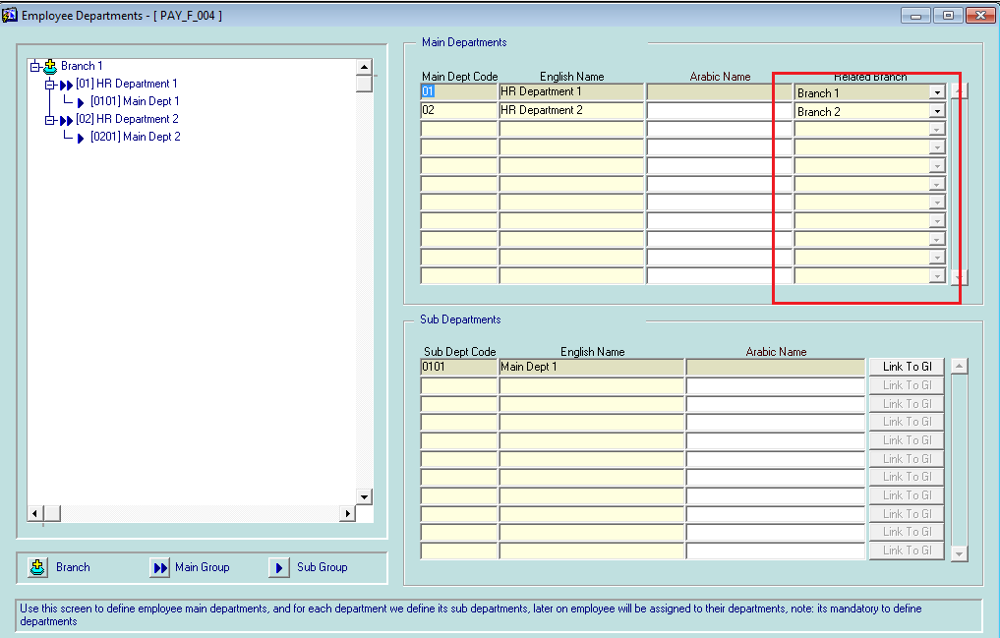 Employee Departments - [ PAY_F_004 ]
Branch 1
[01] HR Department 1
[0101] Main Dept 1
[02] HR Department 2
[0201] Main Dept 2
Branch Main Group Sub Group
Main Departments
Main Dept Code English Name Arabic Name Related Branch
01 HR Department 1 Branch 1
02 HR Department 2 Branch 2
Sub Departments
Sub Dept Code English Name Arabic Name
0101 Main Dept 1 Link To Gl
Link To Gl
Link To Gl
Link To Gl
Link To Gl
Link To Gl
Link To Gl
Link To Gl
Link To Gl
Link To Gl
Link To Gl
Use this screen to define employee main departments, and for each department we define its sub departments, later on employee will be assigned to their departments, note: its mandatory to define
departments